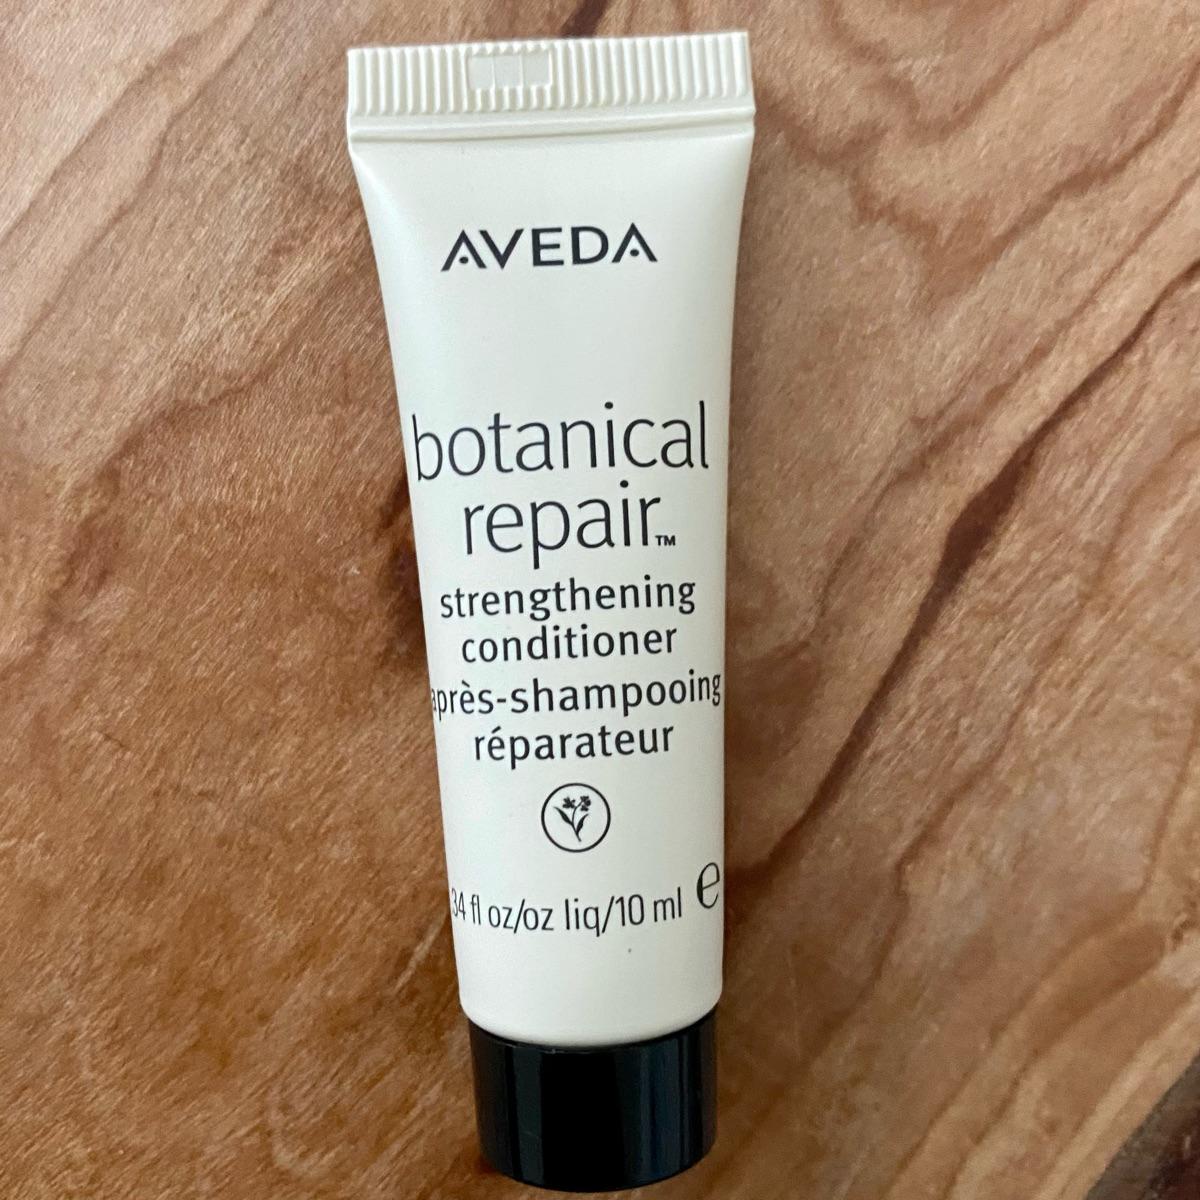 AVEDA
botanical
repair™
strengthening
conditioner
après-shampooing
réparateur
34 fl oz/oz liq/10 ml e